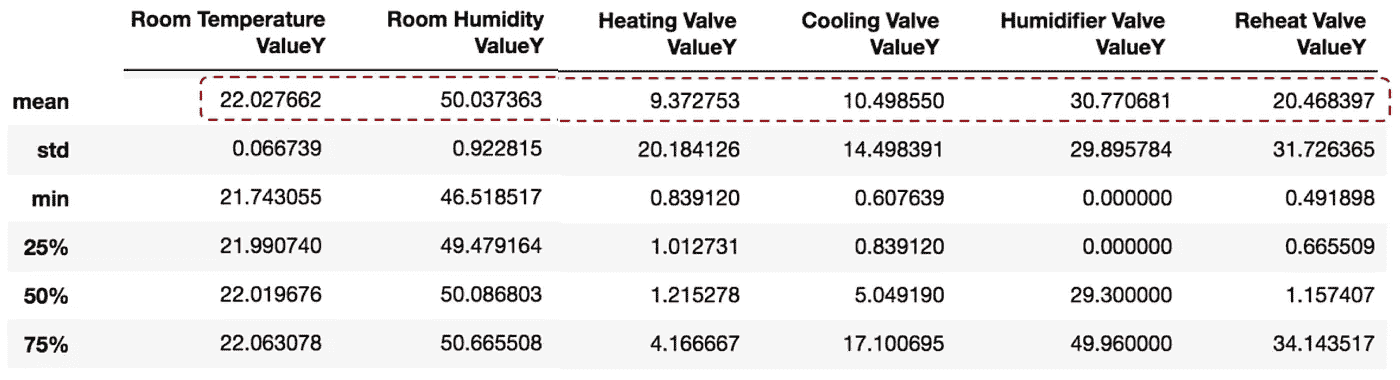 Room Temperature Room Humidity Heating Valve Cooling Valve Humidifier Valve Reheat Valve
ValueY ValueY ValueY ValueY ValueY ValueY
mean 22.027662 50.037363 9.372753 10.498550 30.770681 20.468397
std 0.066739 0.922815 20.184126 14.498391 29.895784 31.726365
min 21.743055 46.518517 0.839120 0.607639 0.000000 0.491898
25% 21.990740 49.479164 1.012731 0.839120 0.000000 0.665509
50% 22.019676 50.086803 1.215278 5.049190 29.300000 1.157407
75% 22.063078 50.665508 4.166667 17.100695 49.960000 34.143517